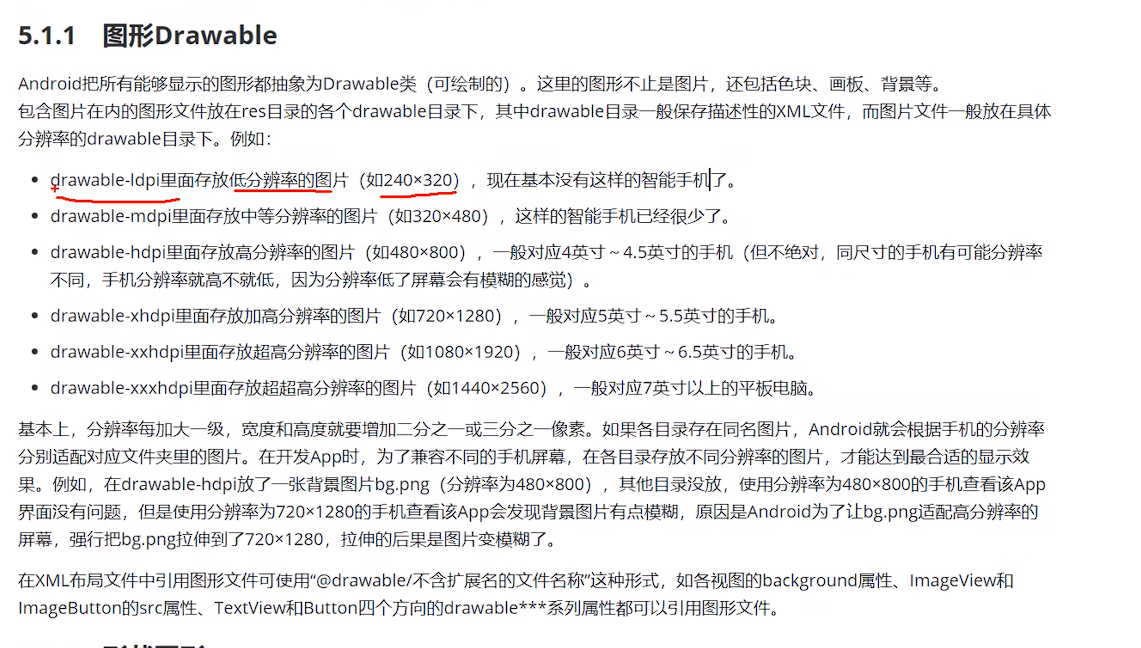 5.1.1 图形Drawable
Android把所有能够显示的图形都抽象为Drawable类（可绘制的）。这里的图形不止是图片，还包括色块、画板、背景等。
包含图片在内的图形文件放在res目录的各个drawable目录下，其中drawable目录一般保存描述性的XML文件，而图片文件一般放在具体
分辨率的drawable目录下。例如：
• drawable-ldpi里面存放低分辨率的图片（如240×320），现在基本没有这样的智能手机了。
• drawable-mdpi里面存放中等分辨率的图片（如320×480），这样的智能手机已经很少了。
• drawable-hdpi里面存放高分辨率的图片（如480×800），一般对应4英寸～4.5英寸的手机（但不绝对，同尺寸的手机有可能分辨率
不同，手机分辨率就高不就低，因为分辨率低了屏幕会有模糊的感觉）。
• drawable-xhdpi里面存放加高分辨率的图片（如720×1280），一般对应5英寸～5.5英寸的手机。
• drawable-xxhdpi里面存放超高分辨率的图片（如1080×1920），一般对应6英寸～6.5英寸的手机。
• drawable-xxxhdpi里面存放超超高分辨率的图片（如1440×2560），一般对应7英寸以上的平板电脑。
基本上，分辨率每加大一级，宽度和高度就要增加二分之一或三分之一像素。如果各目录存在同名图片，Android就会根据手机的分辨率
分别适配对应文件夹里的图片。在开发App时，为了兼容不同的手机屏幕，在各目录存放不同分辨率的图片，才能达到最合适的显示效
果。例如，在drawable-hdpi放了一张背景图片bg.png（分辨率为480×800），其他目录没放，使用分辨率为480×800的手机查看该App
界面没有问题，但是使用分辨率为720×1280的手机查看该App会发现背景图片有点模糊，原因是Android为了让bg.png适配高分辨率的
屏幕，强行把bg.png拉伸到了720×1280，拉伸的后果是图片变模糊了。
在XML布局文件中引用图形文件可使用“@drawable/不含扩展名的文件名称”这种形式，如各视图的background属性、ImageView和
ImageButton的src属性、TextView和Button四个方向的drawable***系列属性都可以引用图形文件。